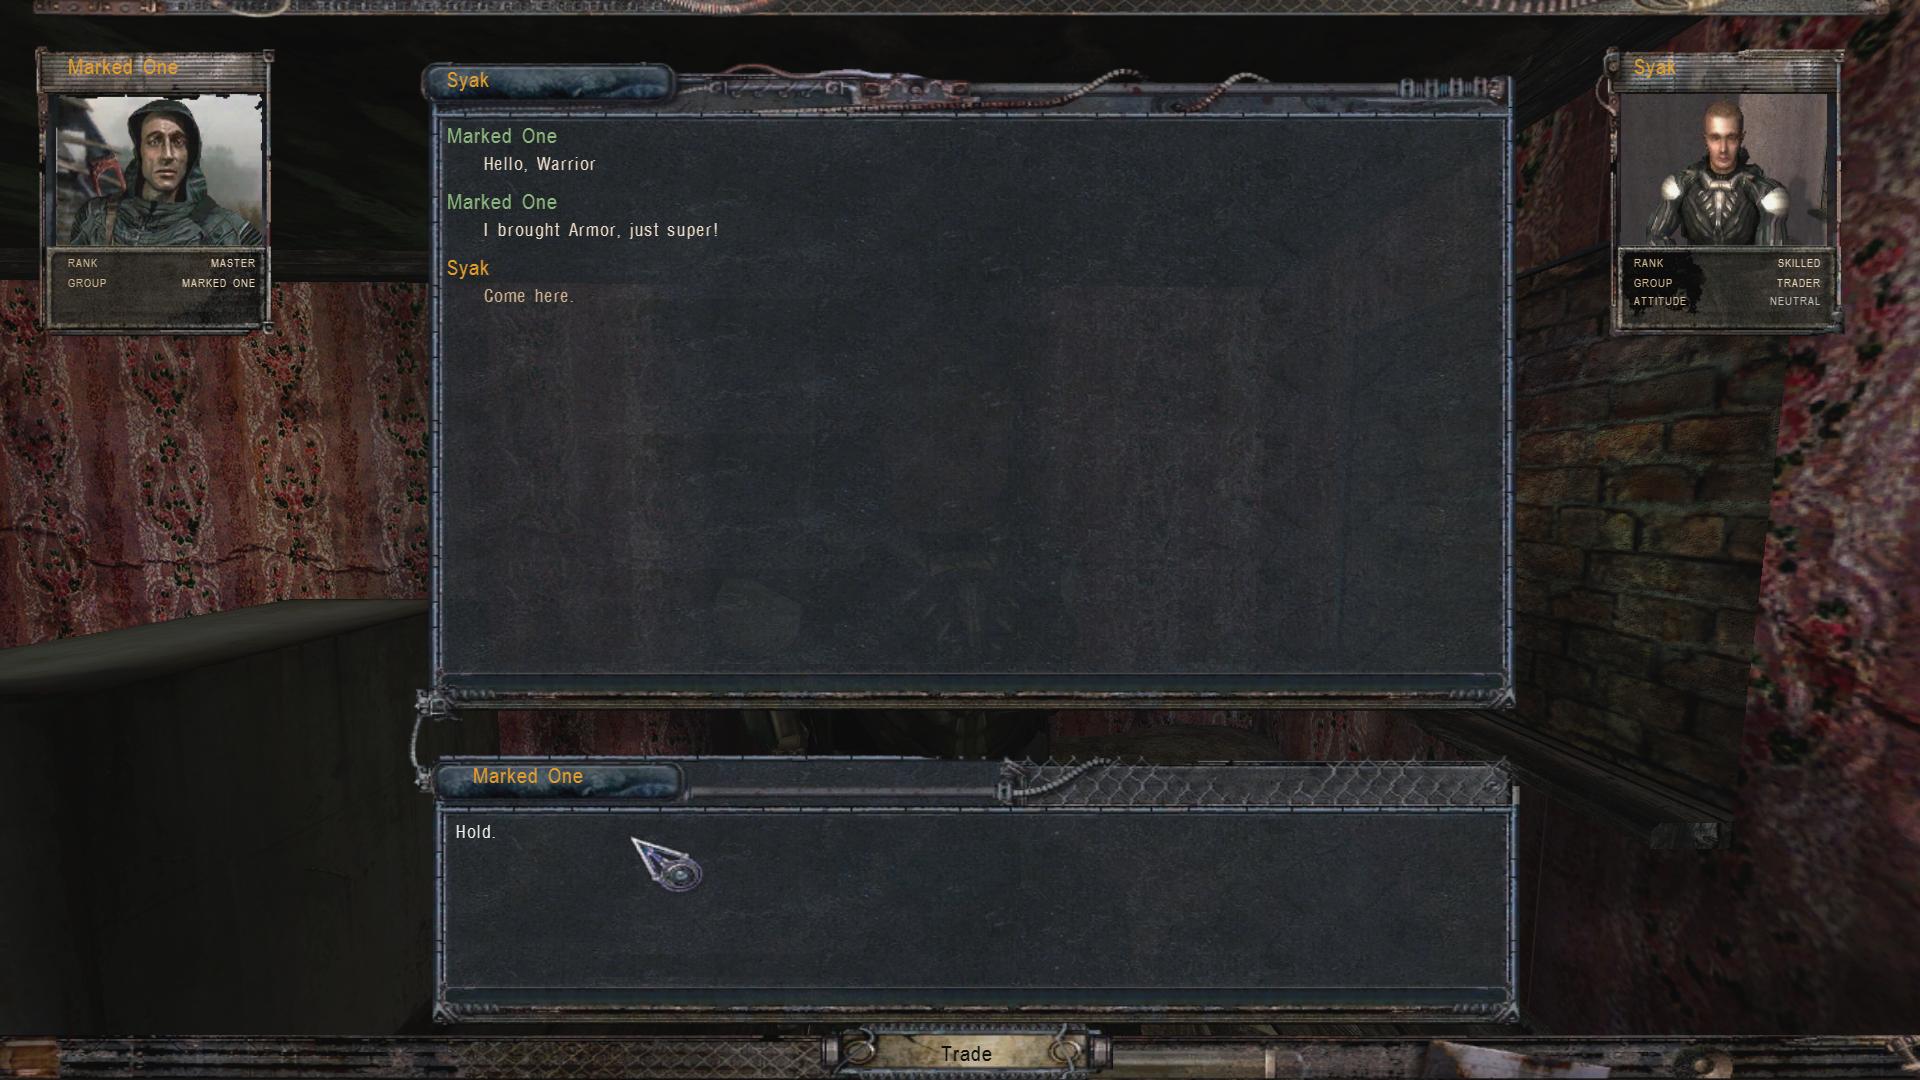 Marked One
Syak
Syak
Marked One
Hello, Warrior
Marked One
I brought Armor, just super!
Syak
Come here.
RANK MASTER
GROUP MARKED ONE
RANK SKILLED
GROUP TRADER
ATTITUDE NEUTRAL
Marked One
Hold.
Trade